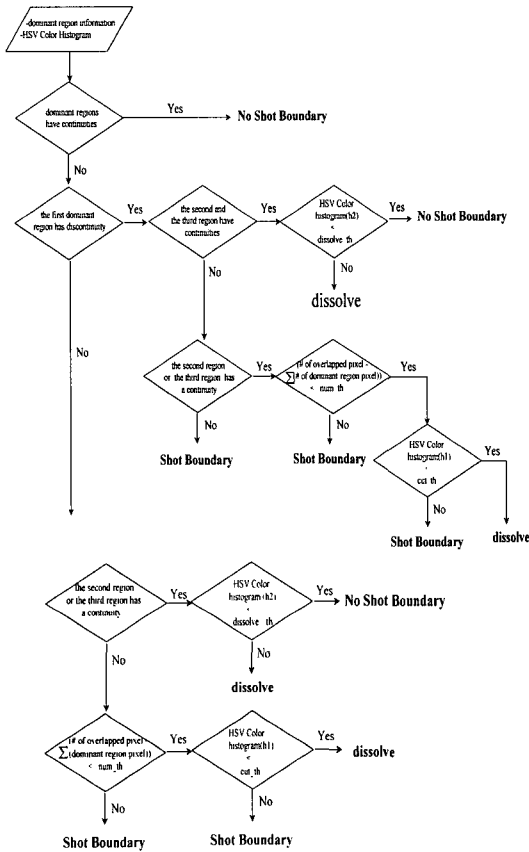 -dominant region information
-HSV Color Histogram
dominant regions
have continuities
Yes
No Shot Boundary
No
the first dominant
region has discontinuity
Yes
the second and
the third region have
continuities
Yes
HSV Color
histogram(h2)
<
dissolve th
Yes
No Shot Boundary
No
dissolve
No
No
the second region
or the third region has
a continuity
Yes
(# of overlapped pixel -
∑(# of dominant region pixel))
< num_th
Yes
No
Shot Boundary
No
Shot Boundary
HSV Color
histogram(h1)
cut_th
Yes
No
Shot Boundary
dissolve
the second region
or the third region has
a continuity
Yes
HSV Color
histogram (h2)
dissolve th
Yes
No Shot Boundary
No
dissolve
No
(# of overlapped pixel
∑(dominant region pixel))
< num_th
Yes
HSV Color
histogram(h1)
<
cut_th
Yes
dissolve
No
Shot Boundary
No
Shot Boundary